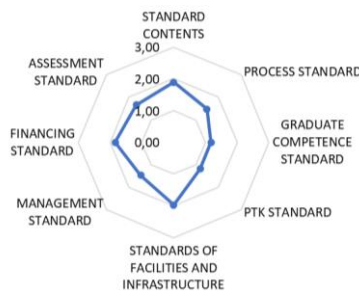 STANDARD
CONTENTS
3,00
2,00
1,00
0,00
PROCESS STANDARD
GRADUATE
COMPETENCE
STANDARD
PTK STANDARD
STANDARDS OF
FACILITIES AND
INFRASTRUCTURE
MANAGEMENT
STANDARD
FINANCING
STANDARD
ASSESSMENT
STANDARD